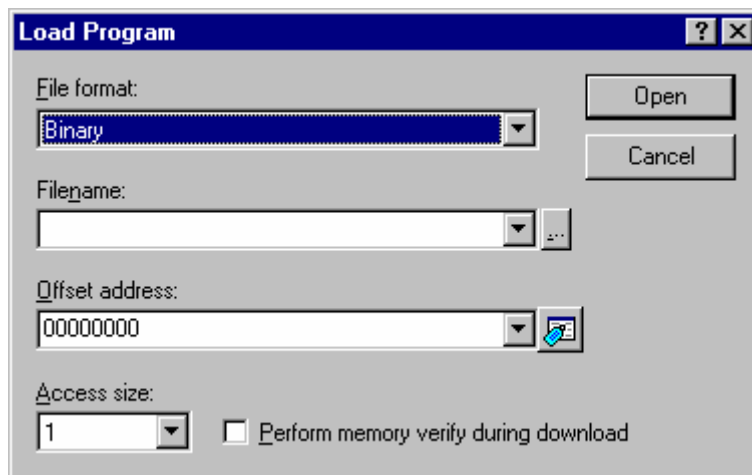 Load Program
File format:
Open
Binary
Cancel
Filename:
...
Offset address:
00000000
Access size:
1
Perform memory verify during download